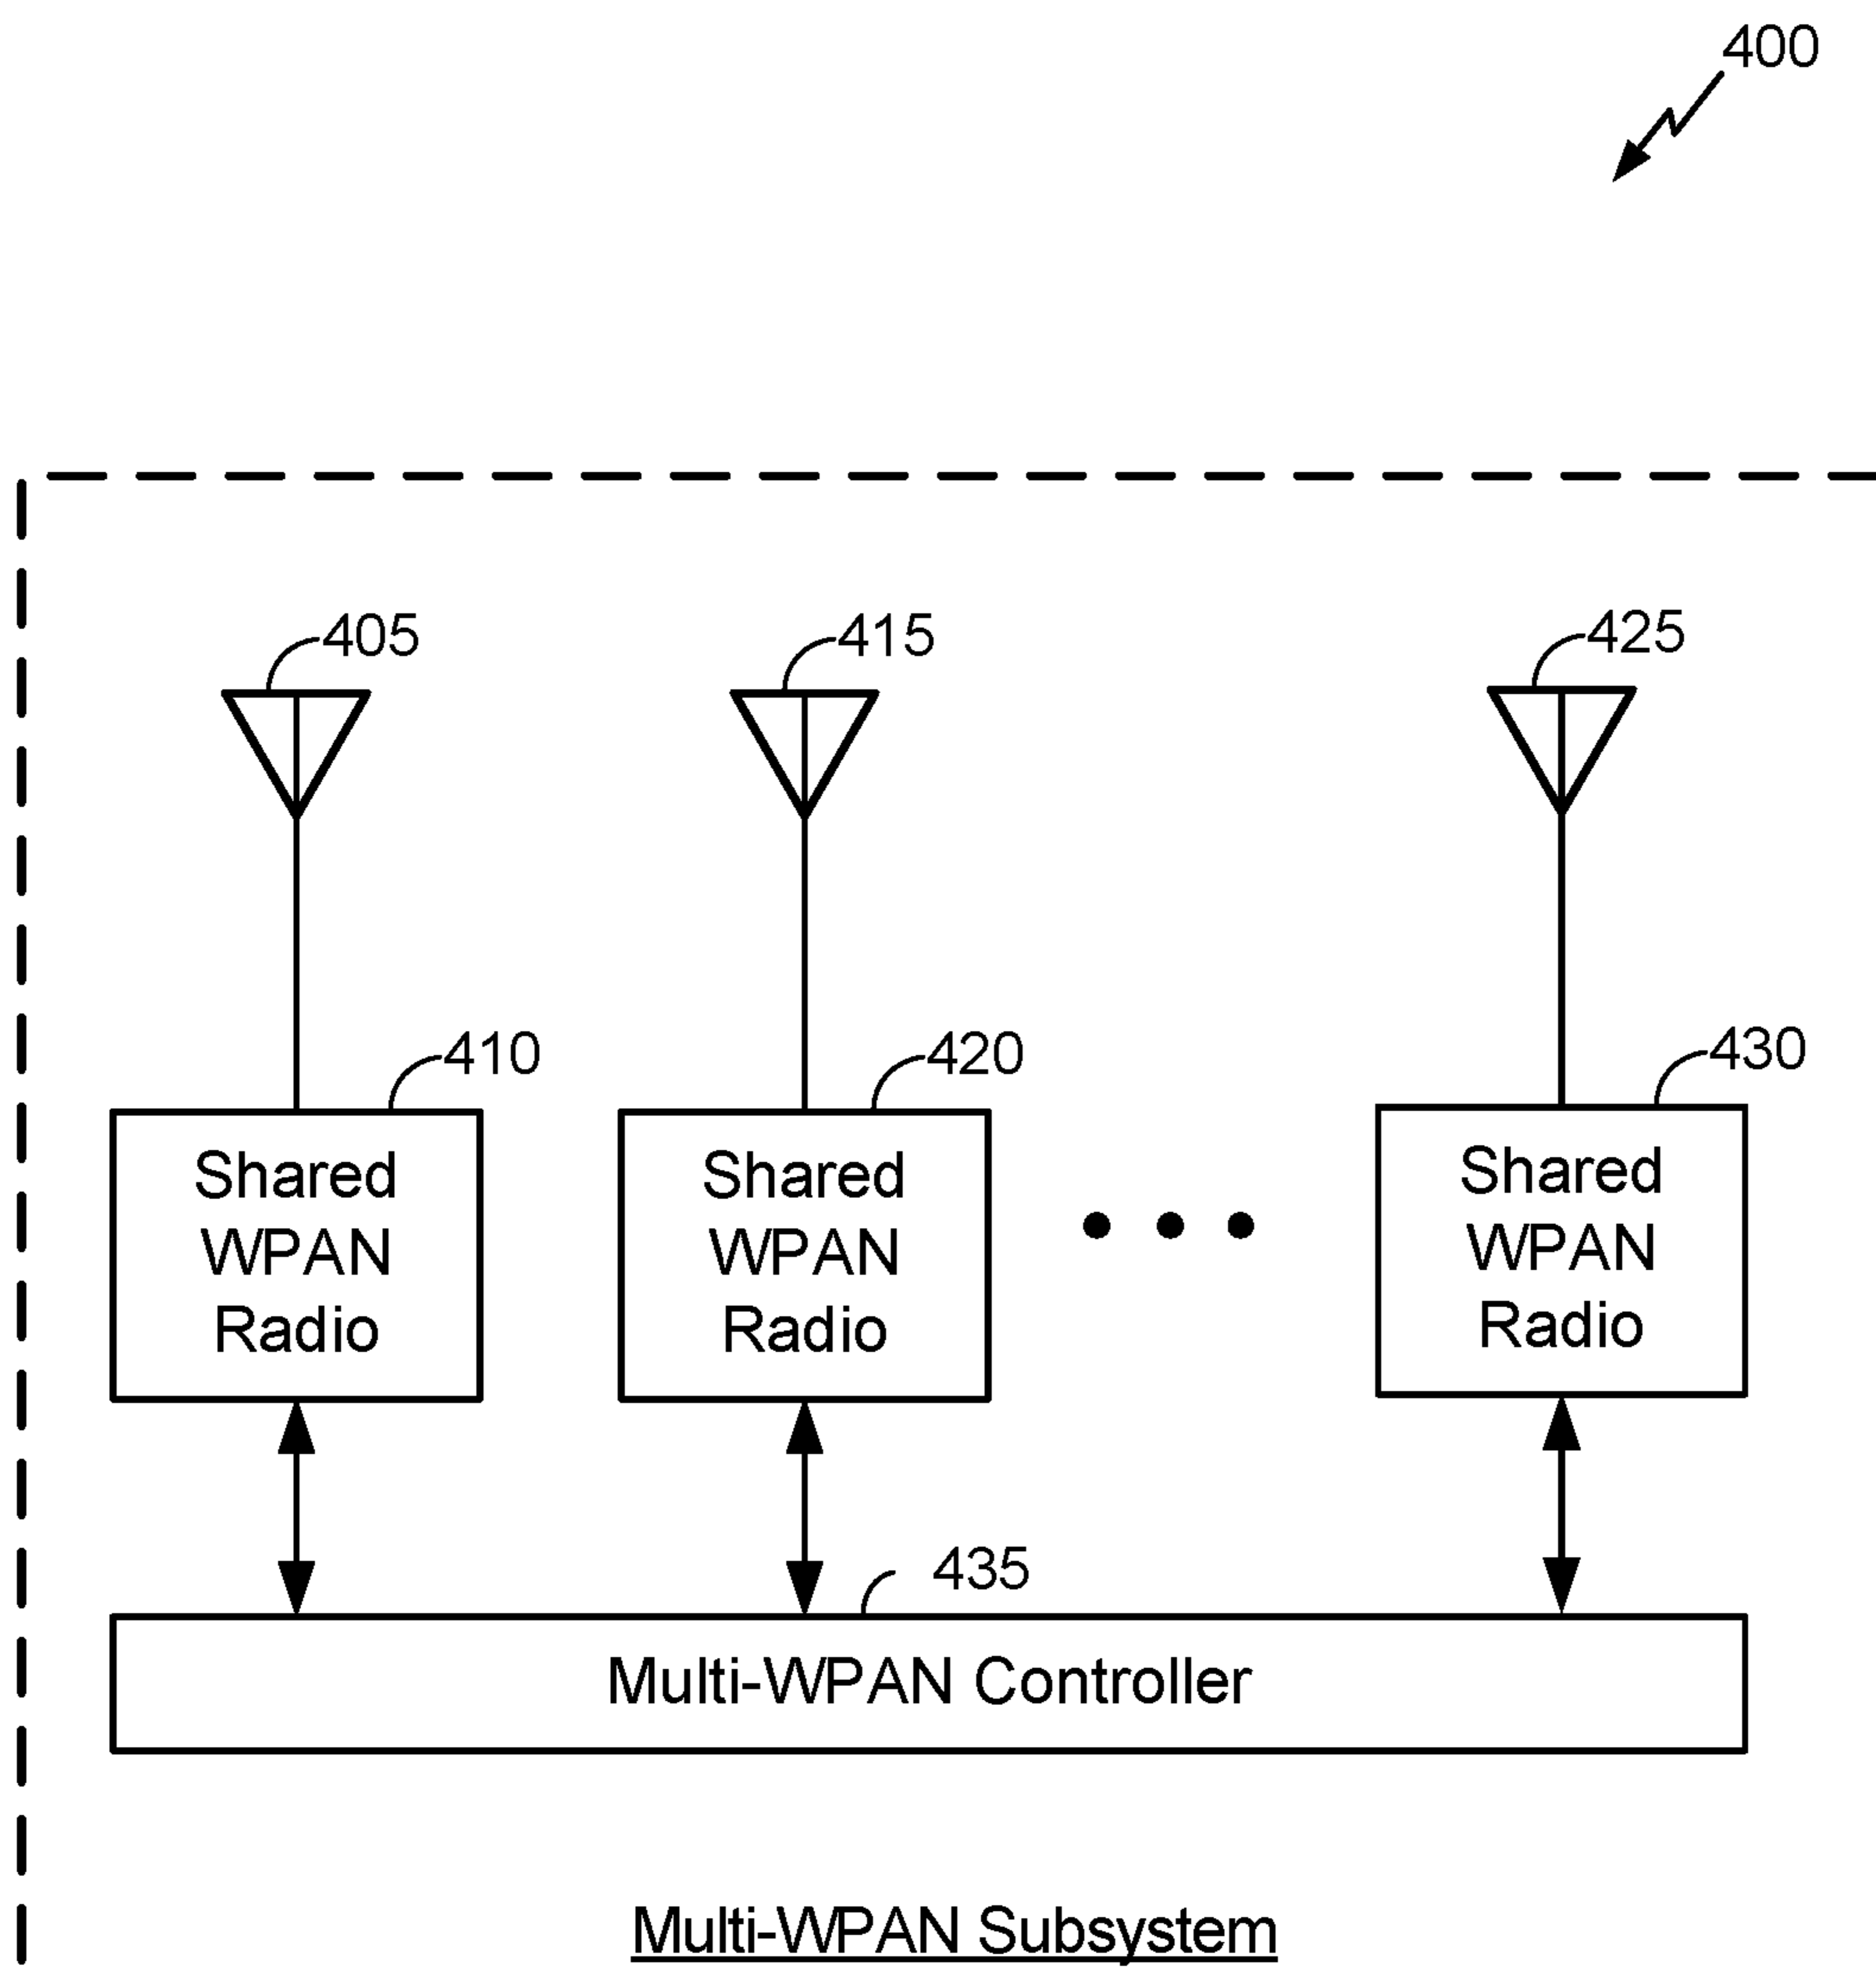 400
405
415
425
410
420
430
Shared
WPAN
Radio
Shared
WPAN
Radio
Shared
WPAN
Radio
435
Multi-WPAN Controller
Multi-WPAN Subsystem